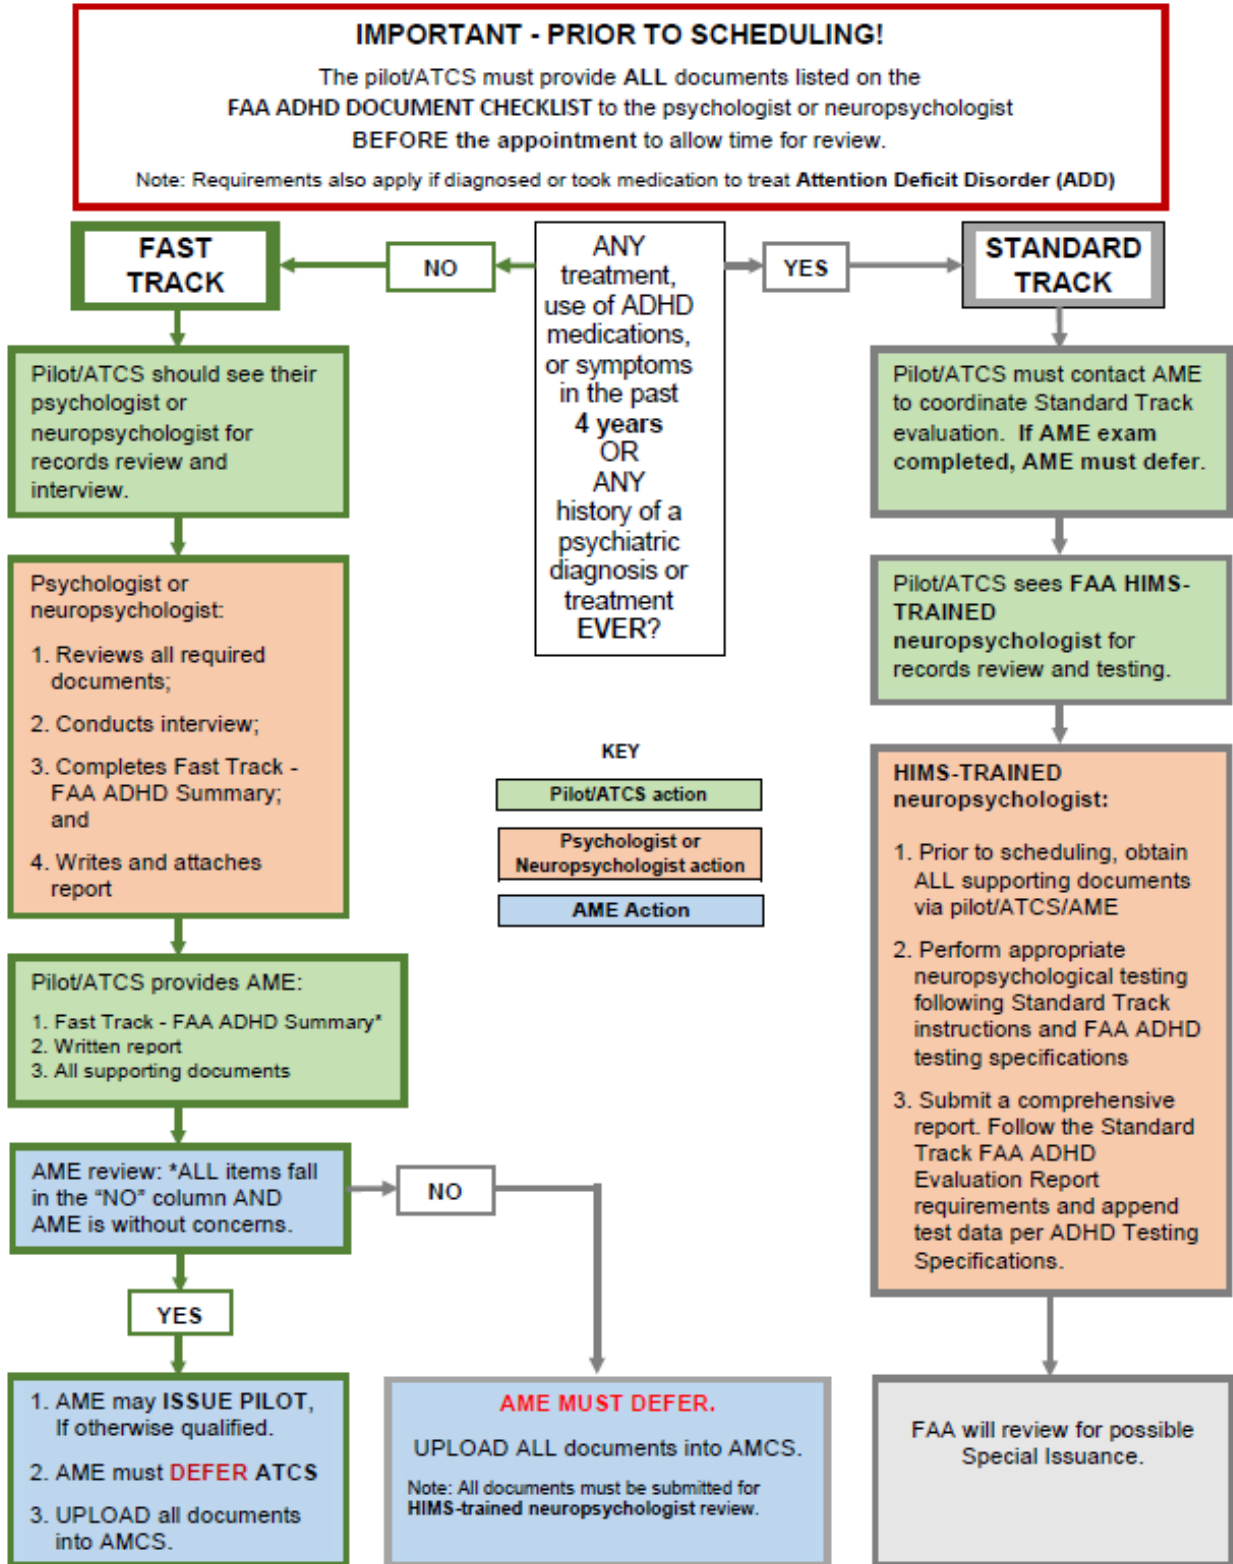 IMPORTANT - PRIOR TO SCHEDULING!
The pilot/ATCS must provide ALL documents listed on the
FAA ADHD DOCUMENT CHECKLIST to the psychologist or neuropsychologist
BEFORE the appointment to allow time for review.
Note: Requirements also apply if diagnosed or took medication to treat Attention Deficit Disorder (ADD)
FAST
TRACK
NO
ANY
treatment,
use of ADHD
medications,
or symptoms
in the past
4 years
OR
ANY
history of a
psychiatric
diagnosis or
treatment
EVER?
YES
STANDARD
TRACK
Pilot/ATCS should see their
psychologist or
neuropsychologist for
records review and
interview.
Psychologist or
neuropsychologist:
1. Reviews all required
documents;
2. Conducts interview;
3. Completes Fast Track -
FAA ADHD Summary;
and
4. Writes and attaches
report
Pilot/ATCS provides AME:
1. Fast Track - FAA ADHD Summary*
2. Written report
3. All supporting documents
AME review: *ALL items fall
in the “NO” column AND
AME is without concerns.
NO
YES
1. AME may ISSUE PILOT,
If otherwise qualified.
2. AME must DEFER ATCS
3. UPLOAD all documents
into AMCS.
AME MUST DEFER.
UPLOAD ALL documents into AMCS.
Note: All documents must be submitted for
HIMS-trained neuropsychologist review.
KEY
Pilot/ATCS action
Psychologist or
Neuropsychologist action
AME Action
Pilot/ATCS must contact AME
to coordinate Standard Track
evaluation. If AME exam
completed, AME must defer.
Pilot/ATCS sees FAA HIMS-
TRAINED
neuropsychologist for
records review and testing.
HIMS-TRAINED
neuropsychologist:
1. Prior to scheduling, obtain
ALL supporting documents
via pilot/ATCS/AME
2. Perform appropriate
neuropsychological testing
following Standard Track
instructions and FAA ADHD
testing specifications
3. Submit a comprehensive
report. Follow the Standard
Track FAA ADHD
Evaluation Report
requirements and append
test data per ADHD Testing
Specifications.
FAA will review for possible
Special Issuance.